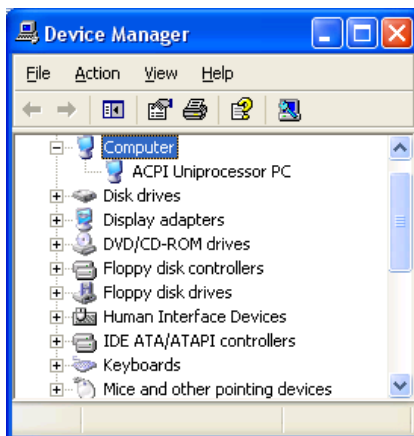 Device Manager
File Action View Help
Computer
ACPI Uniprocessor PC
Disk drives
Display adapters
DVD/CD-ROM drives
Floppy disk controllers
Floppy disk drives
Human Interface Devices
IDE ATA/ATAPI controllers
Keyboards
Mice and other pointing devices